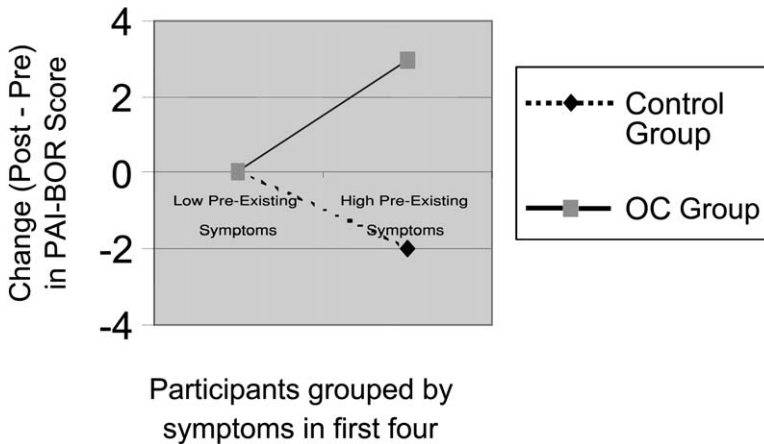 Change (Post - Pre)
in PAI-BOR Score
4
2
0
-2
-4
Low Pre-Existing
Symptoms
High Pre-Existing
Symptoms
Participants grouped by
symptoms in first four
Control
Group
OC Group